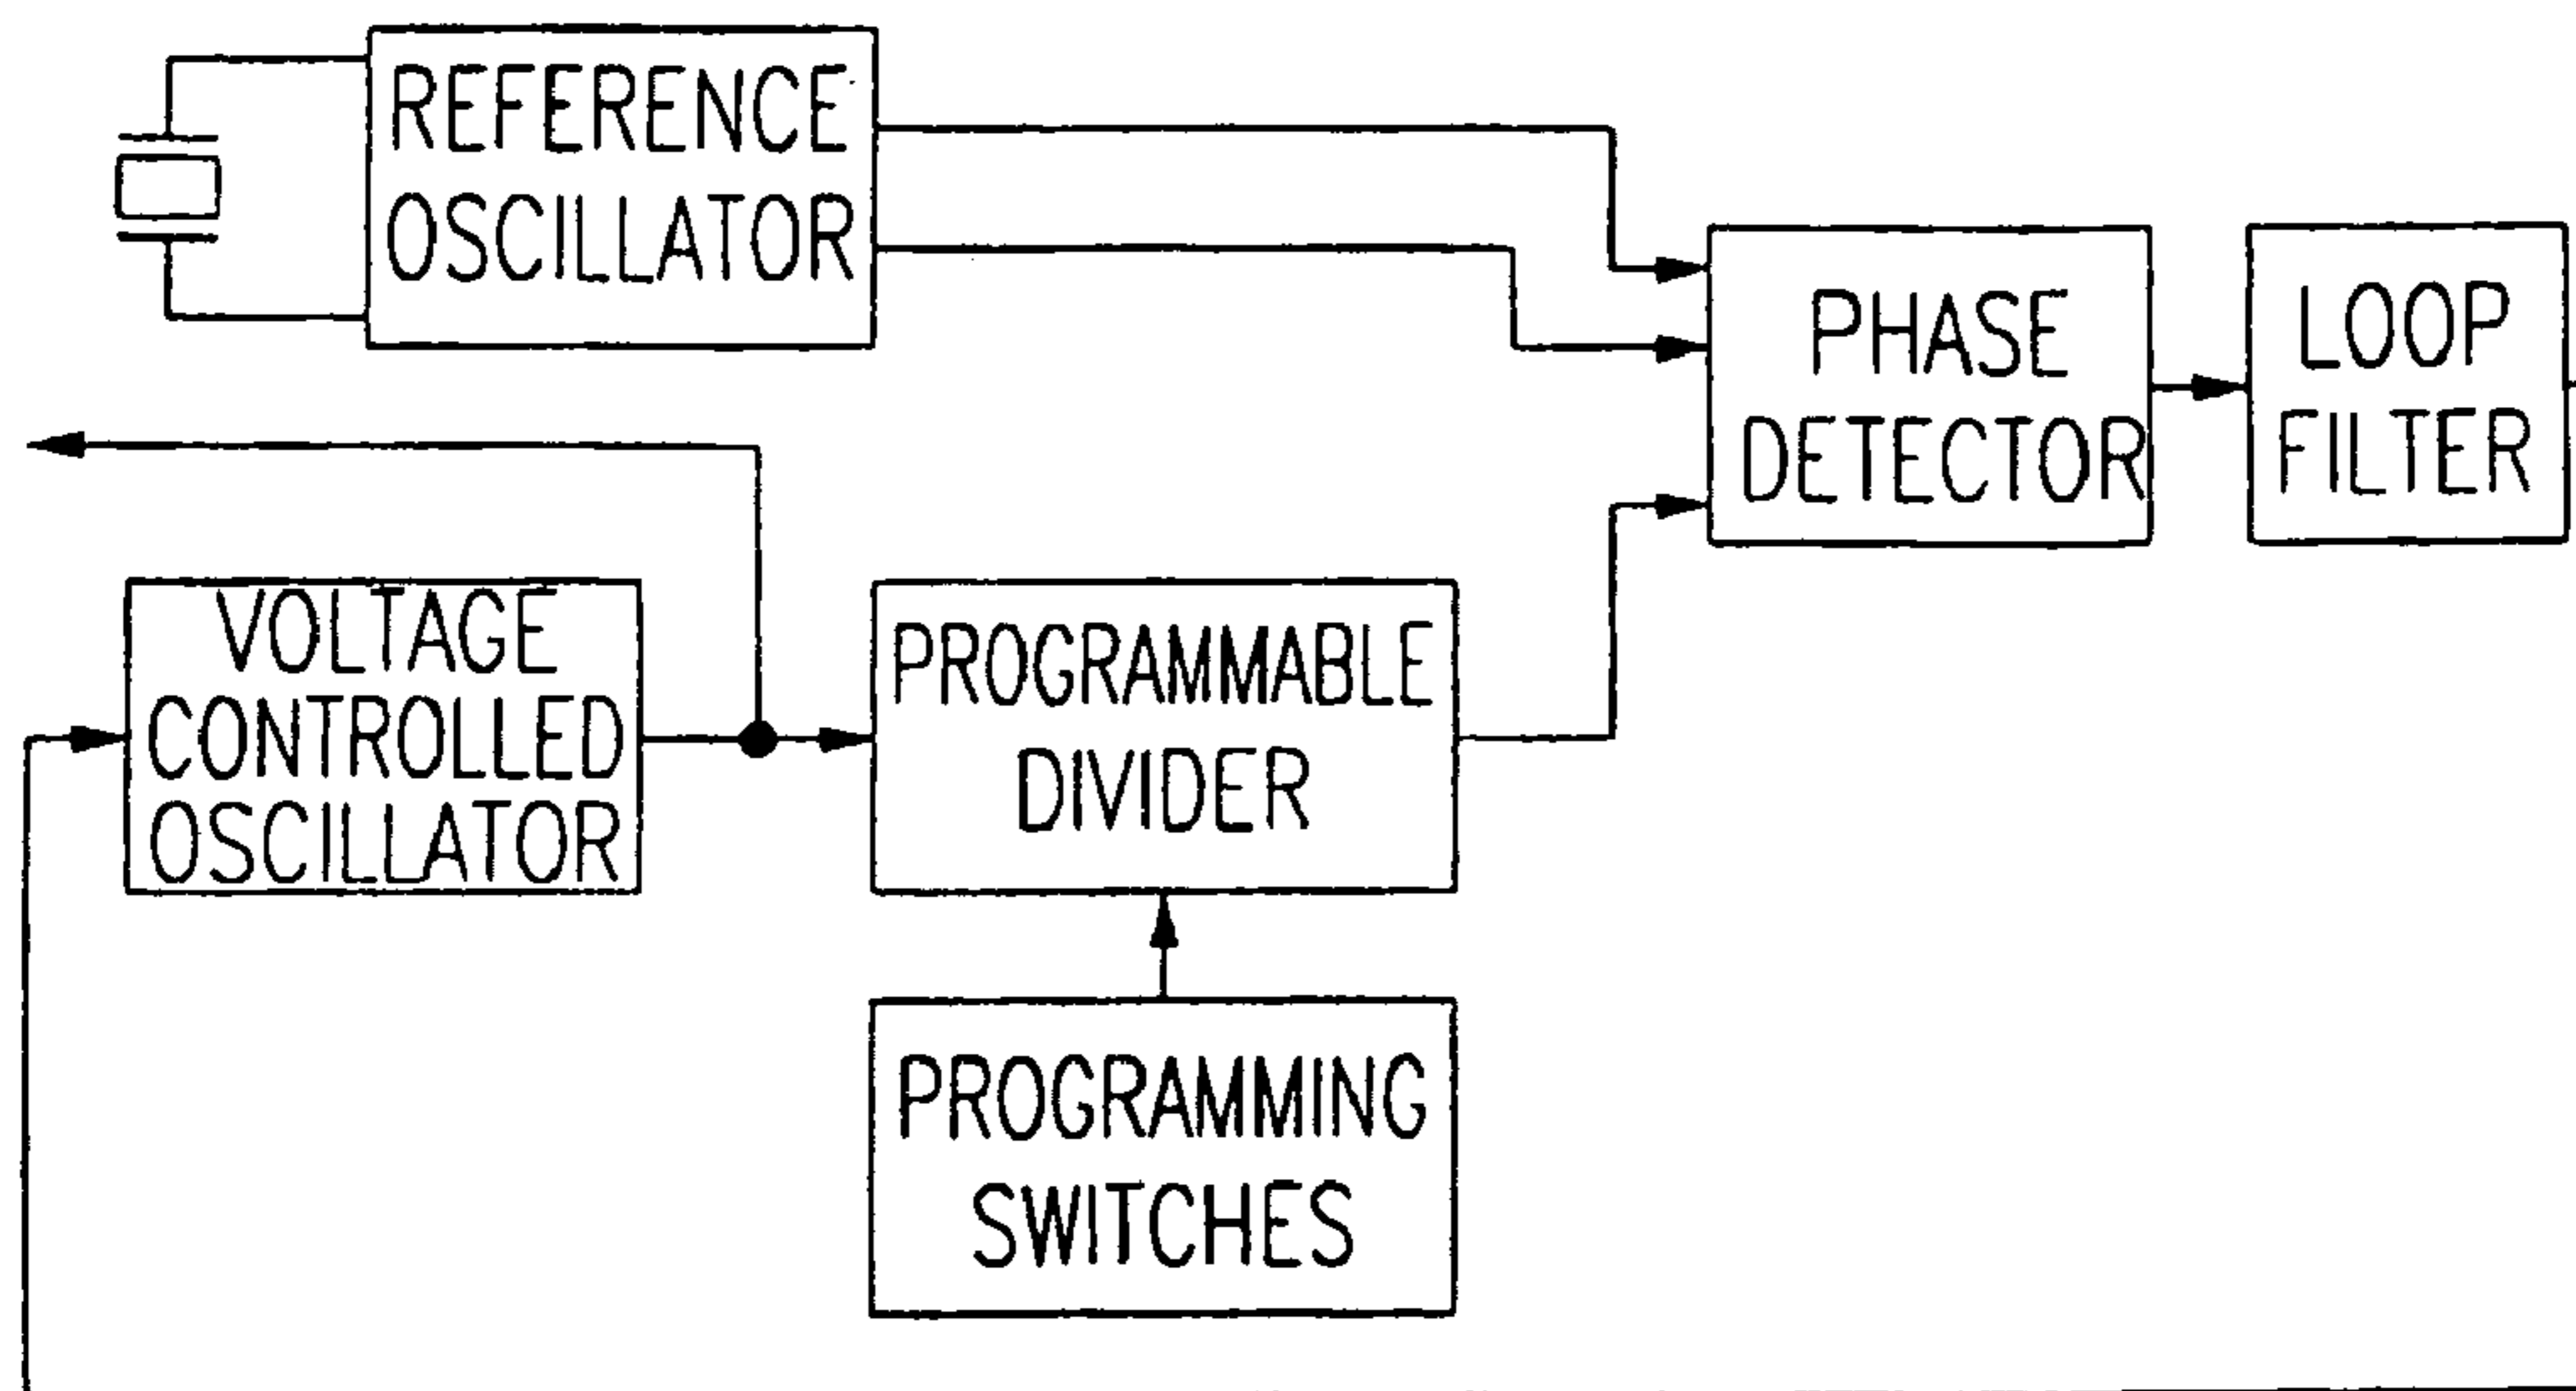 REFERENCE
OSCILLATOR
PHASE
DETECTOR
LOOP
FILTER
VOLTAGE
CONTROLLED
OSCILLATOR
PROGRAMMABLE
DIVIDER
PROGRAMMING
SWITCHES